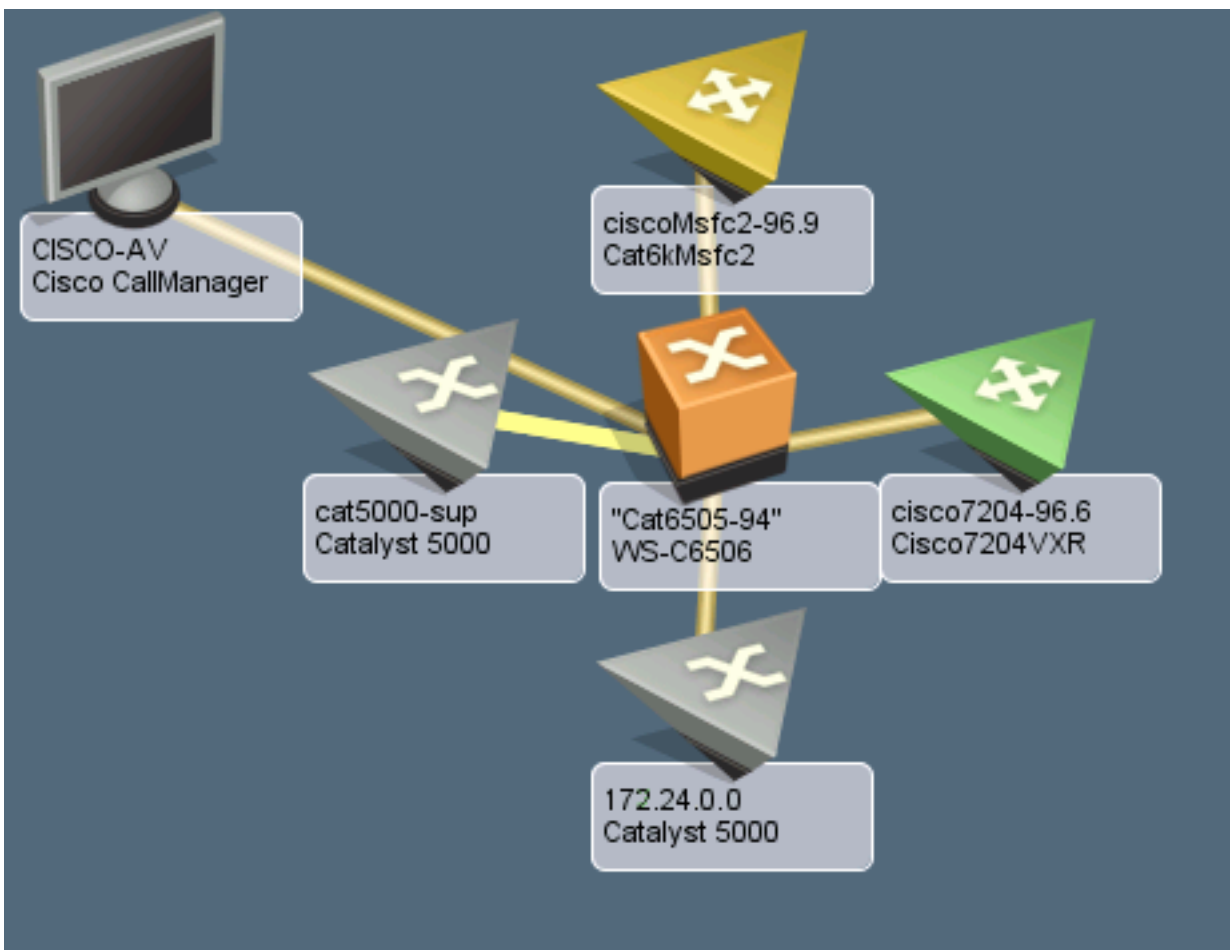 CISCO-AV
Cisco CallManager
ciscoMsfc2-96.9
Cat6kMsfc2
cat5000-sup
Catalyst 5000
"Cat6505-94"
WS-C6506
cisco7204-96.6
Cisco7204VXR
172.24.0.0
Catalyst 5000